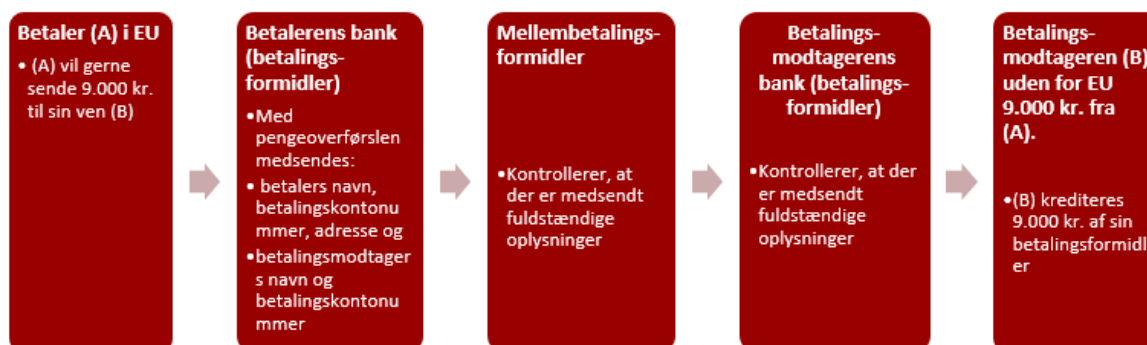 Betaler (A) i EU
• (A) vil gerne
sende 9.000 kr.
til sin ven (B)
Betalerens bank
(betalings-
formidler)
•Med
pengeoverførslen
medsendes:
• betalers navn,
betalingskontonu
mmer, adresse og
•betalingsmodtager
s navn og
betalingskontonu
mmer
Mellembetalings-
formidler
•Kontrollerer, at
der er medsendt
fuldstændige
oplysninger
Betalings-
modtagerens
bank (betalings-
formidler)
•Kontrollerer, at der
er medsendt
fuldstændige
oplysninger
Betalings-
modtageren (B)
uden for EU
9.000 kr. fra
(A).
•(B) krediteres
9.000 kr. af sin
betalingsformidl
er